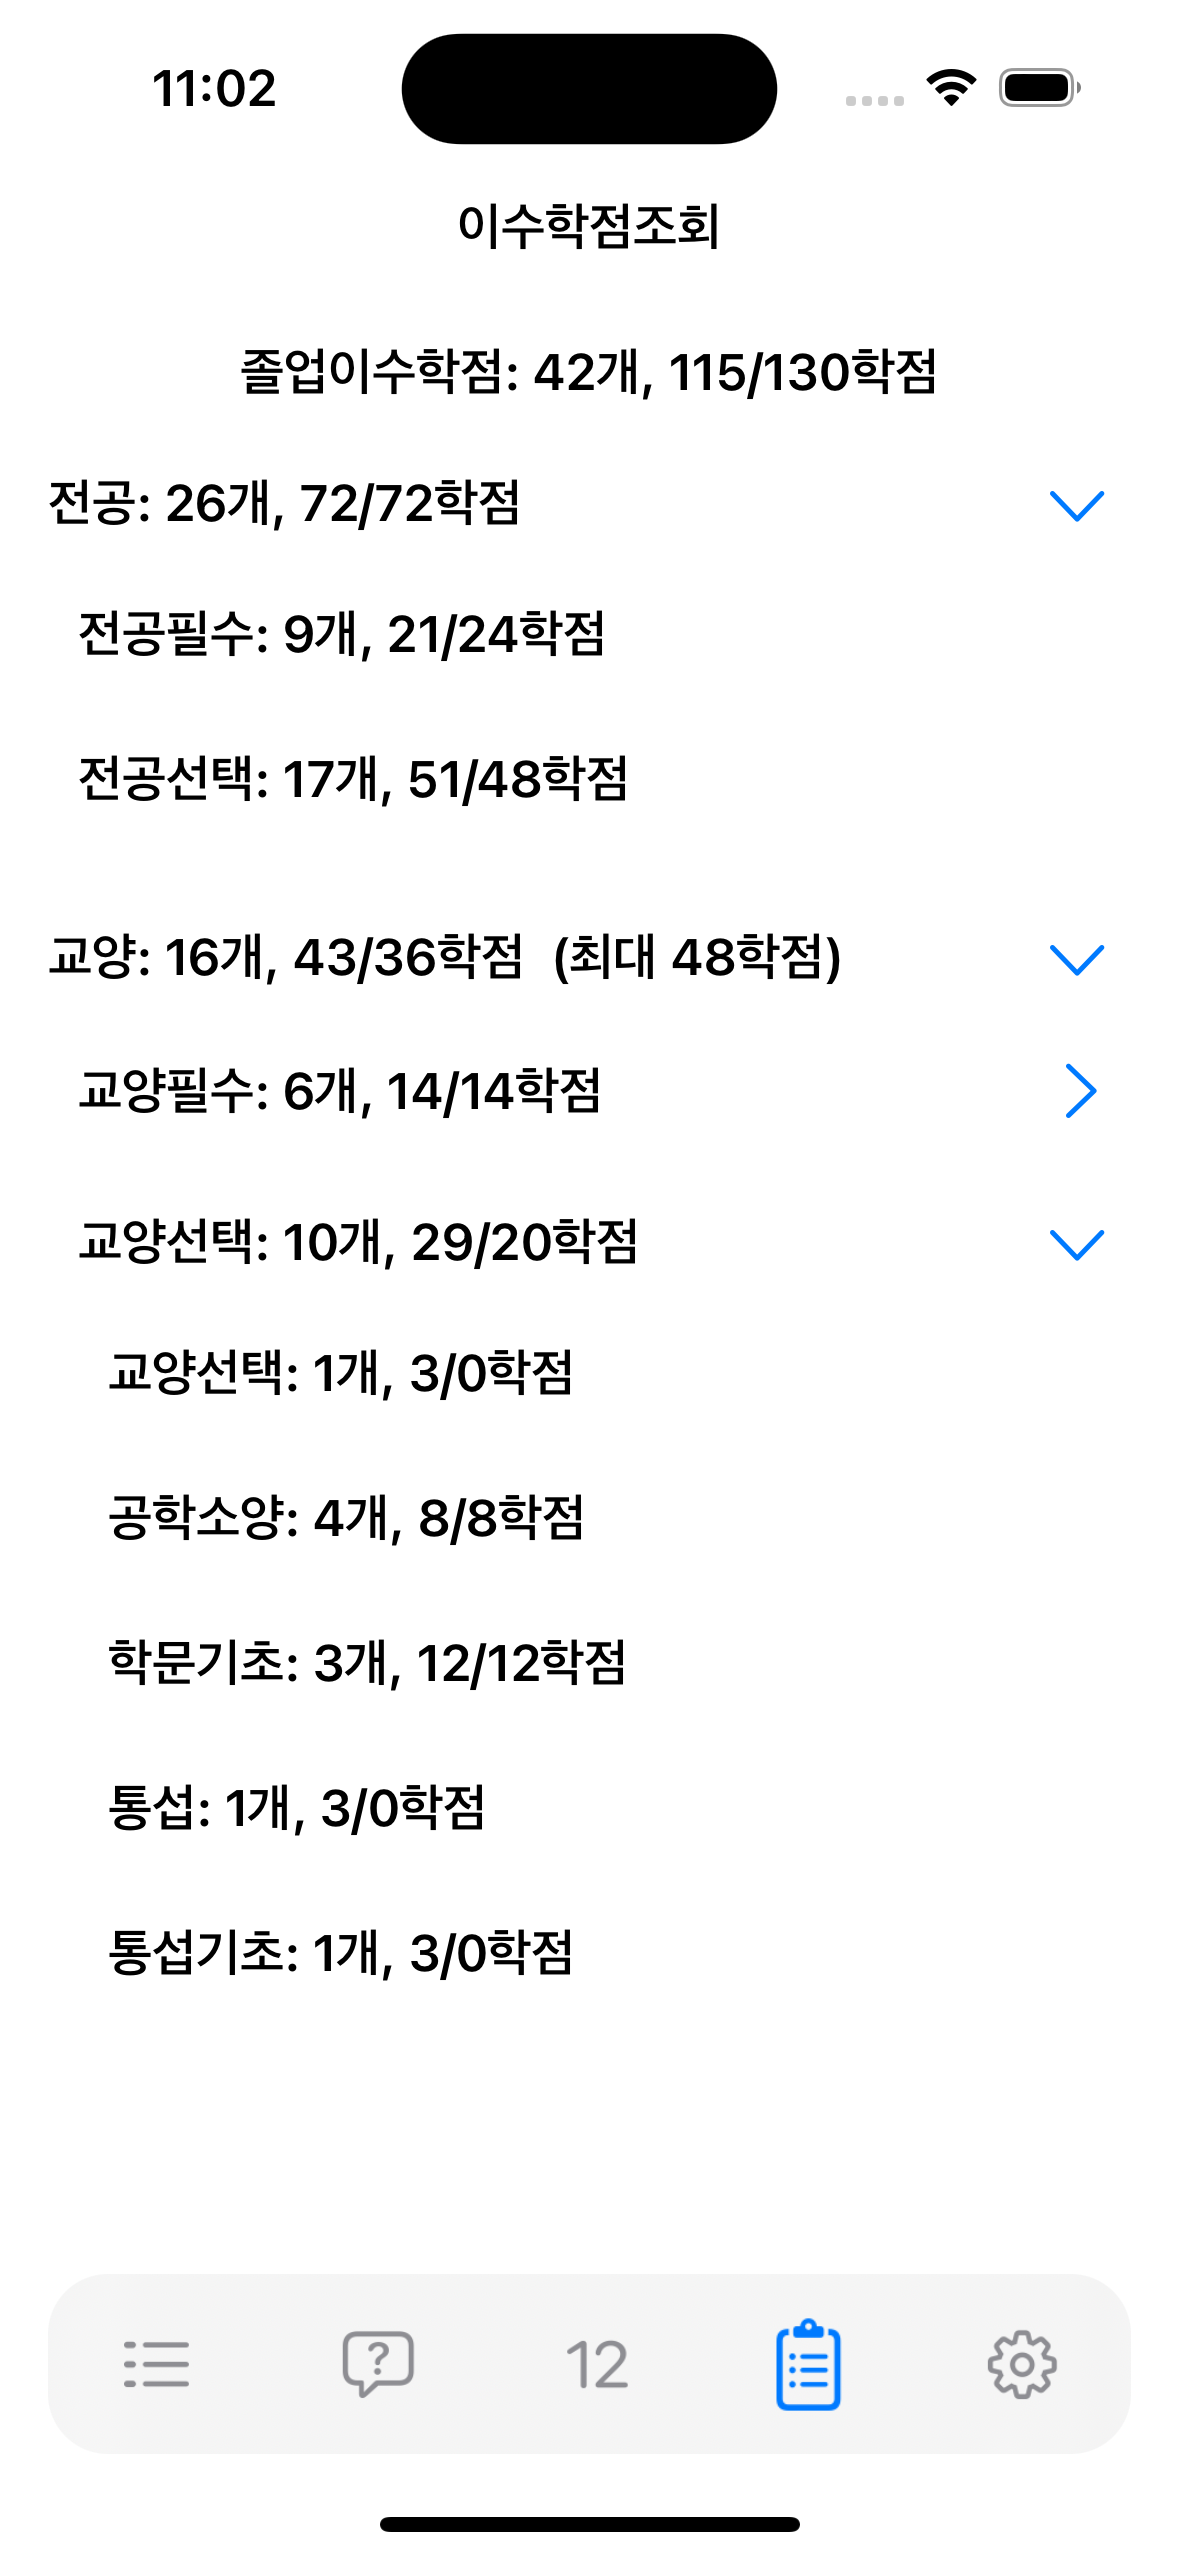 11:02
이수학점조회
졸업이수학점: 42개, 115/130학점
전공: 26개, 72/72학점
전공필수: 9개, 21/24학점
전공선택: 17개, 51/48학점
교양: 16개, 43/36학점 (최대 48학점)
교양필수: 6개, 14/14학점
교양선택: 10개, 29/20학점
교양선택: 1개, 3/0학점
공학소양: 4개, 8/8학점
학문기초: 3개, 12/12학점
통섭: 1개, 3/0학점
통섭기초: 1개, 3/0학점
? 12